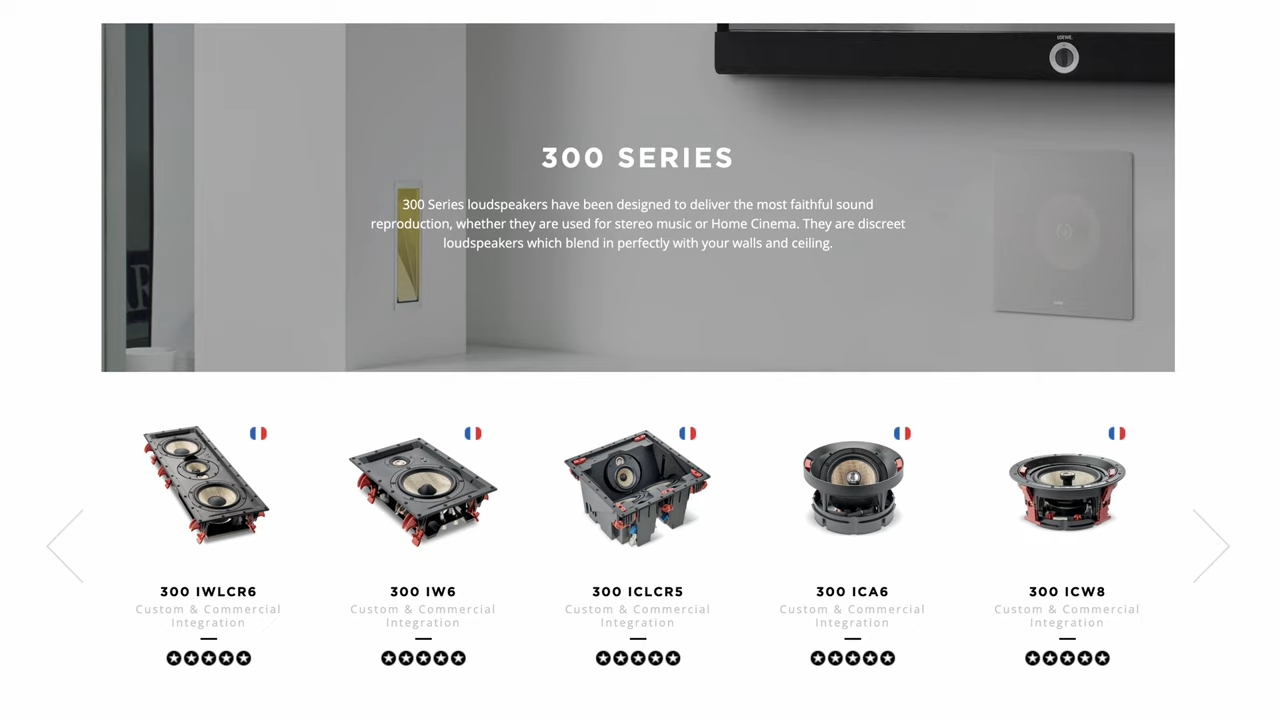 LOEWE.
300 SERIES
300 Series loudspeakers have been designed to deliver the most faithful sound
reproduction, whether they are used for stereo music or Home Cinema. They are discreet
loudspeakers which blend in perfectly with your walls and ceiling.
300 IWLCR6
Custom & Commercial
Integration
300 IW6
Custom & Commercial
Integration
300 ICLCR5
Custom & Commercial
Integration
300 ICA6
Custom & Commercial
Integration
300 ICW8
Custom & Commercial
Integration